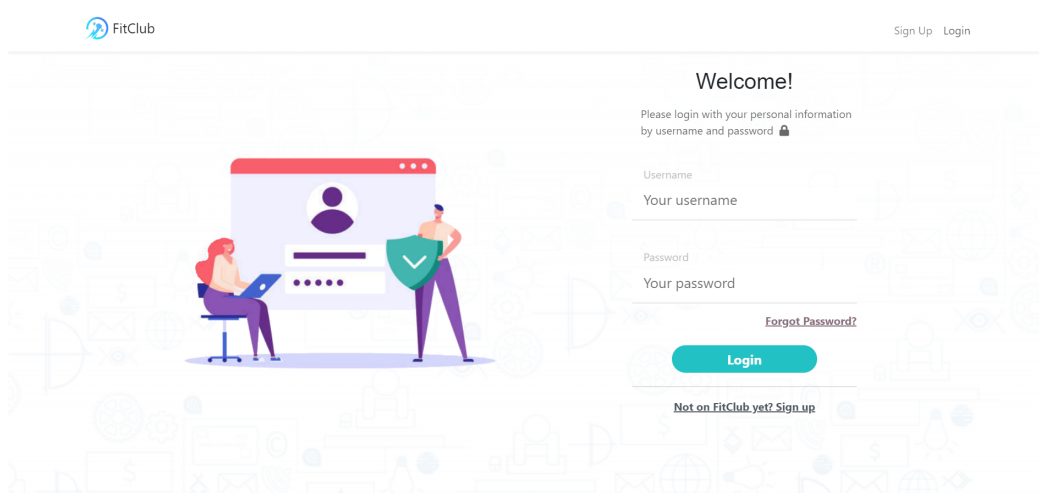 FitClub
Sign Up Login
Welcome!
Please login with your personal information
by username and password
Username
Your username
Password
Your password
Forgot Password?
Login
Not on FitClub yet? Sign up